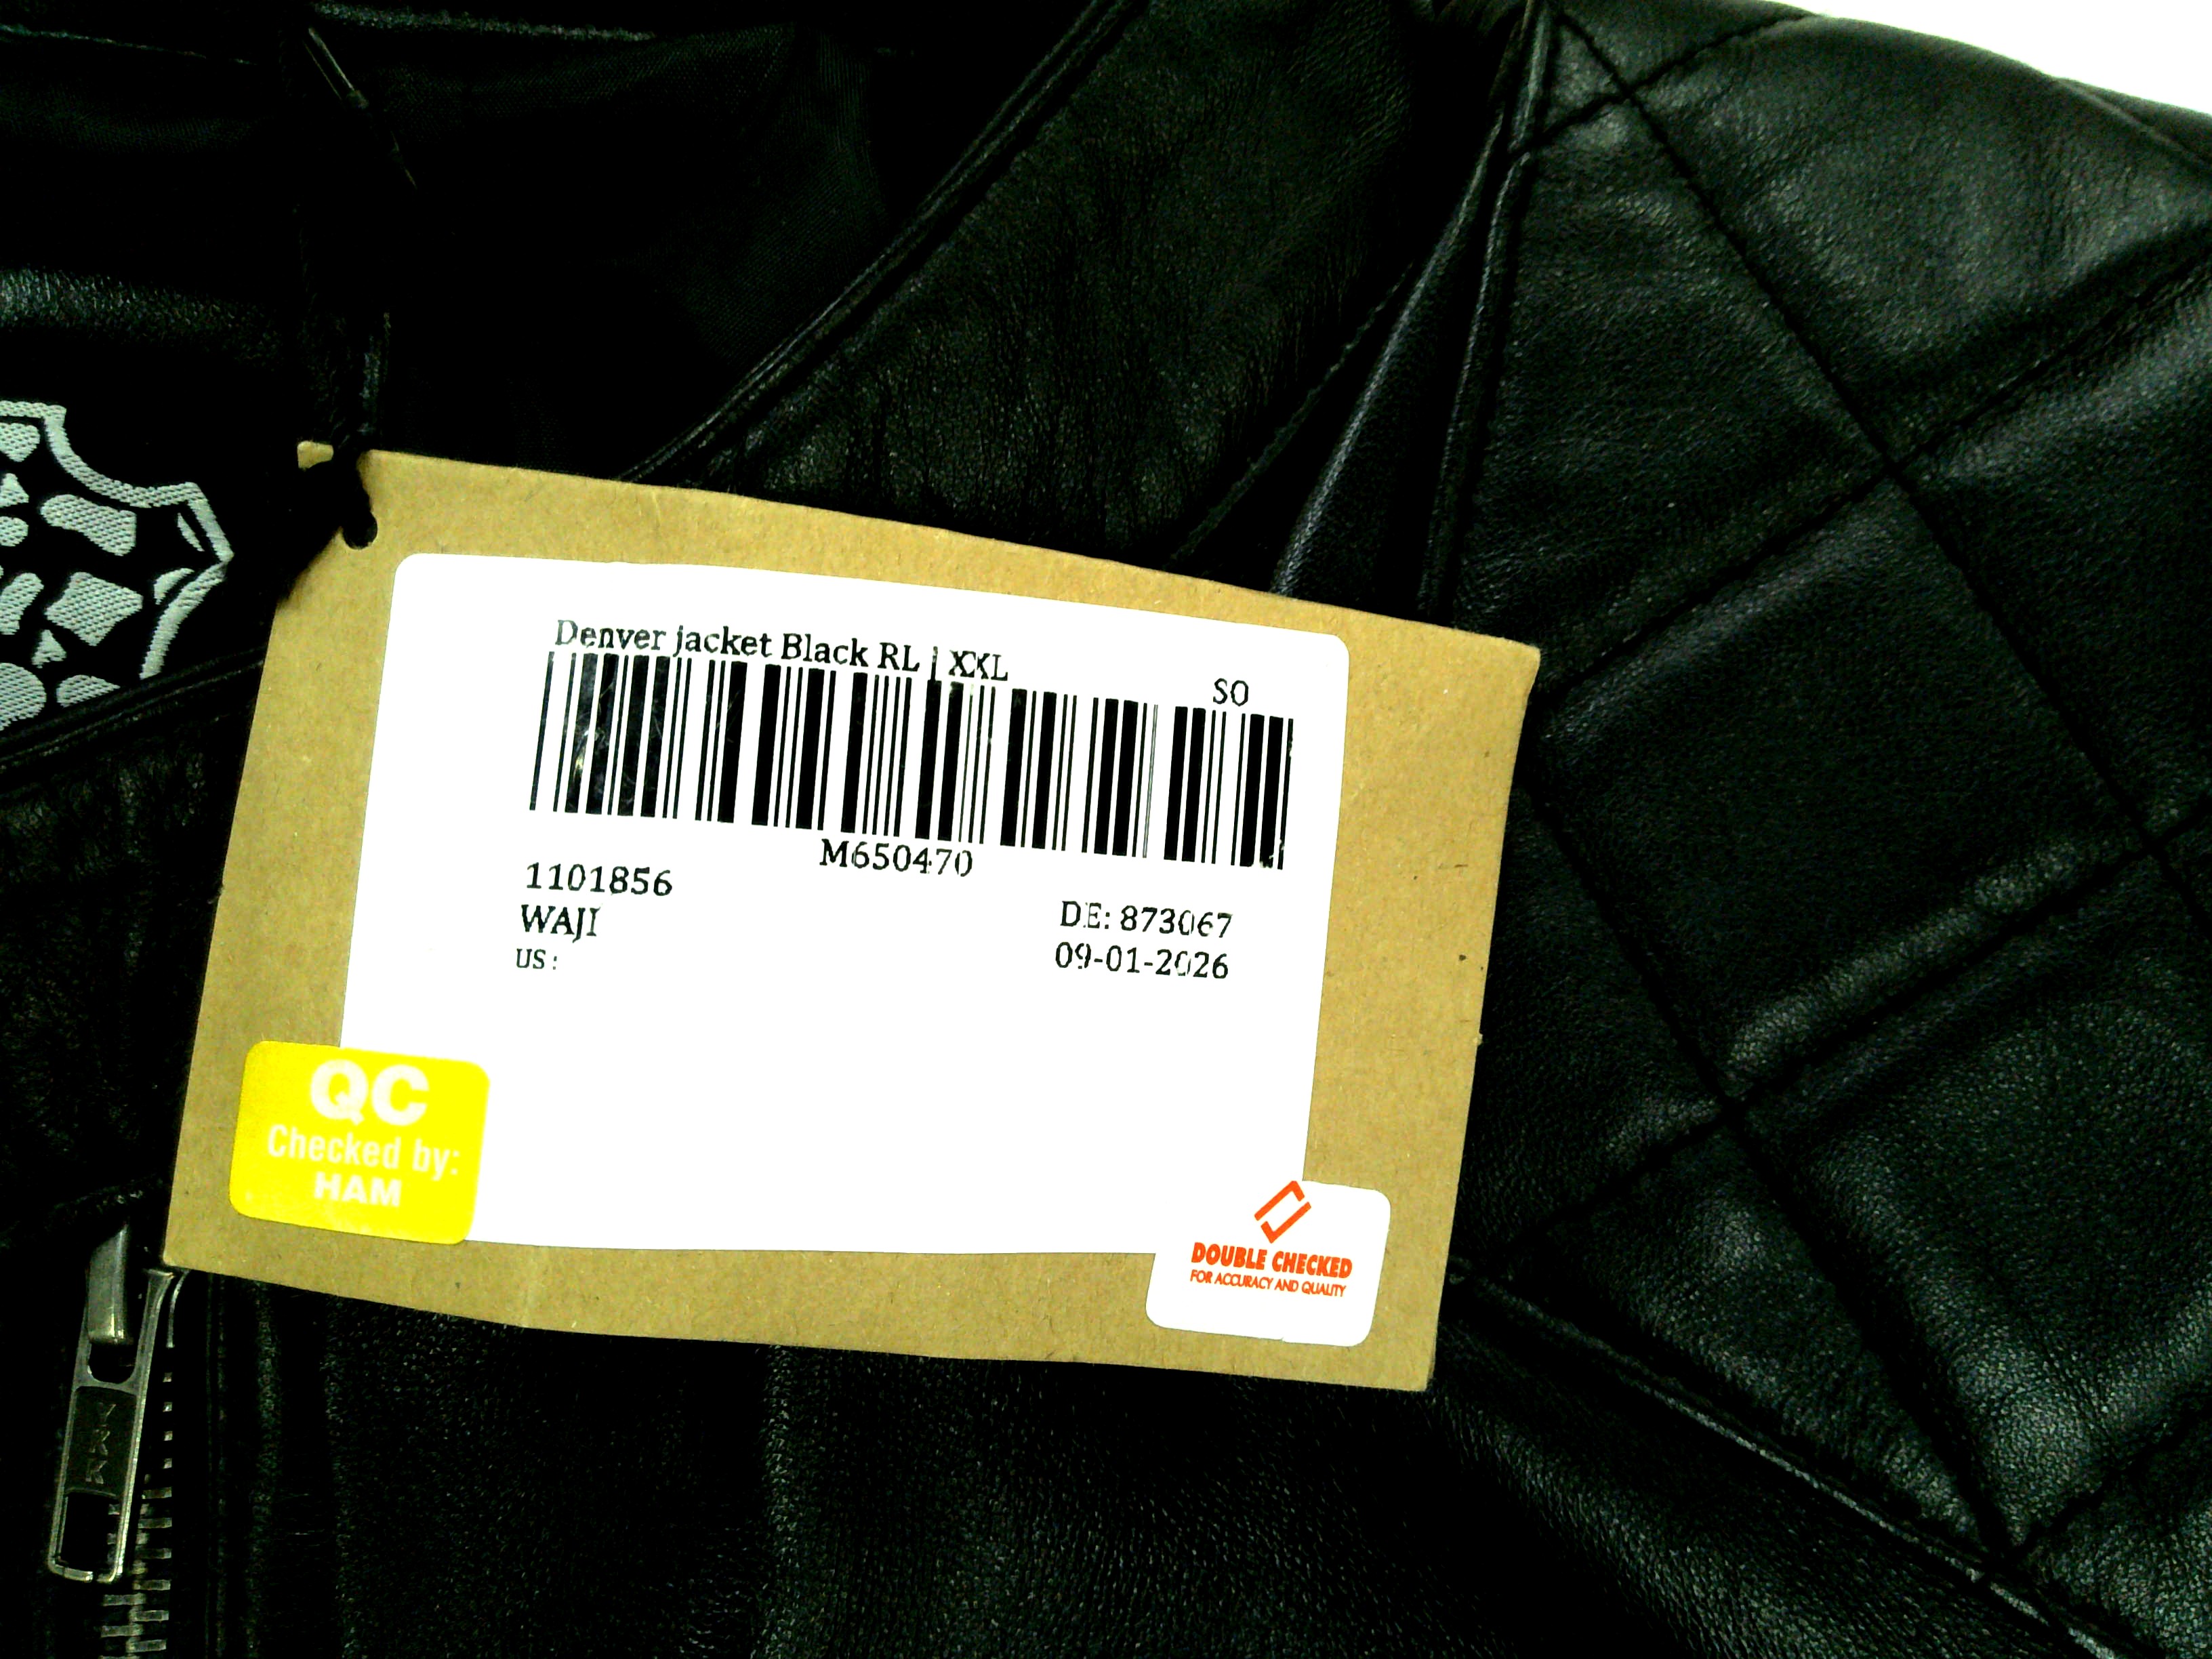 Denver jacket Black RL | XXL
SO
M650470
1101856
WAJI
US :
DE: 873067
09-01-2026
QC
Checked by:
HAM
DOUBLE CHECKED
FOR ACCURACY AND QUALITY
YKK